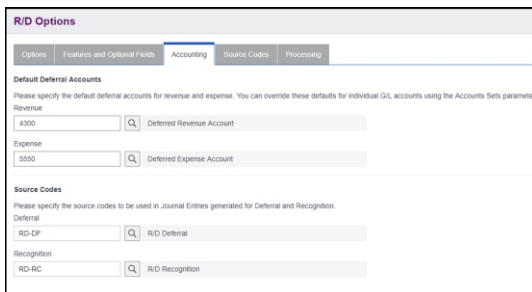 R/D Options
Options Features and Optional Fields Accounting Source Codes Processing
Default Deferral Accounts
Please specify the default deferral accounts for revenue and expense. You can override these defaults for individual G/L accounts using the Accounts Sets paramete
Revenue
4300 Deferred Revenue Account
Expense
5550 Deferred Expense Account
Source Codes
Please specify the source codes to be used in Journal Entries generated for Deferral and Recognition.
Deferral
RD-DF R/D Deferral
Recognition
RD-RC R/D Recognition